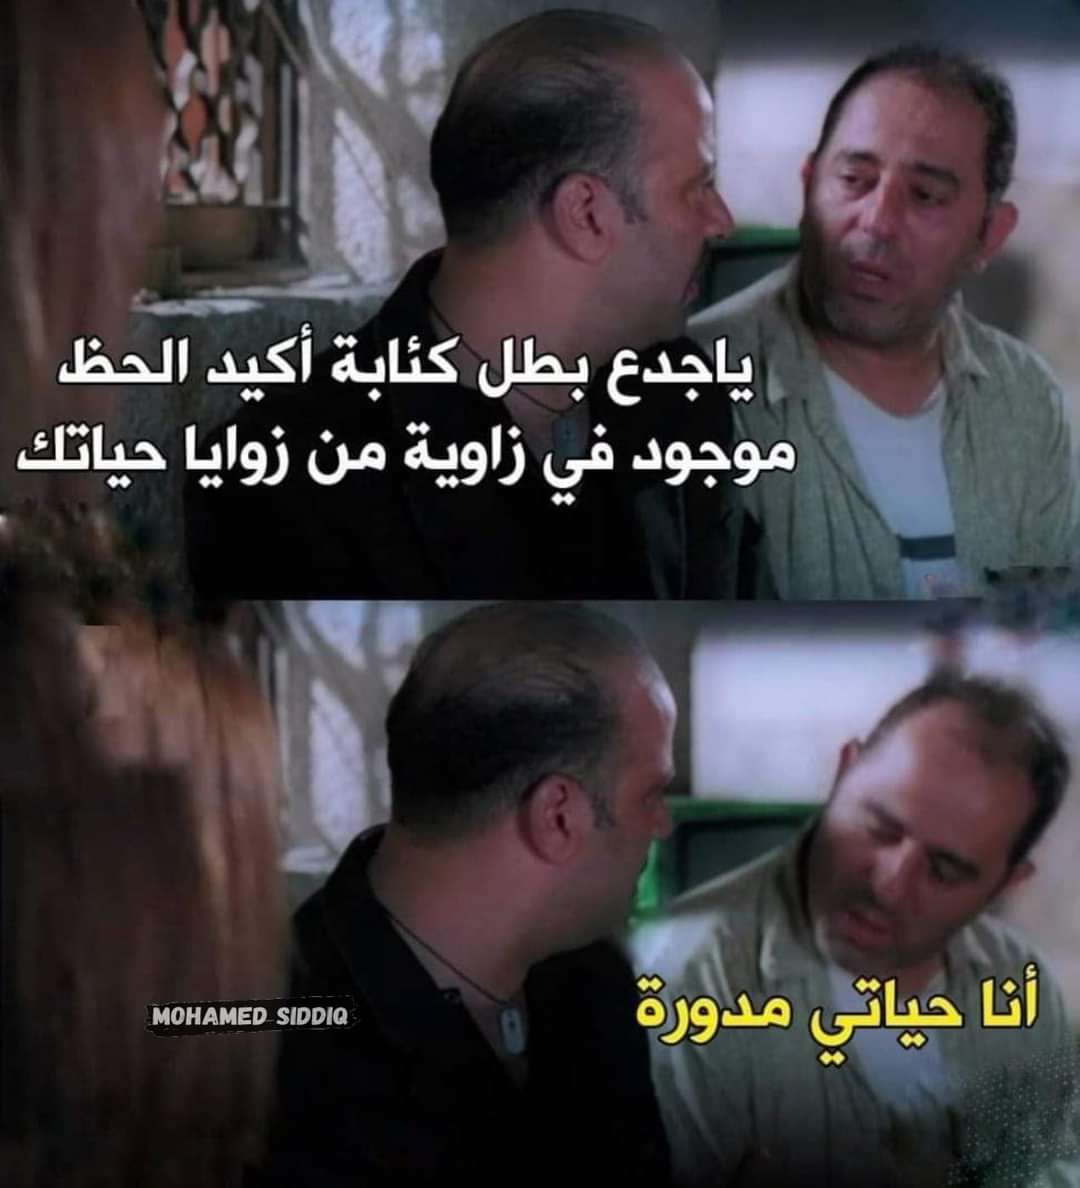 ياجدع بطل كئابة أكيد الحظ
موجود في زاوية من زوايا حياتك
أنا حياتي مدورة
MOHAMED SIDDIQ